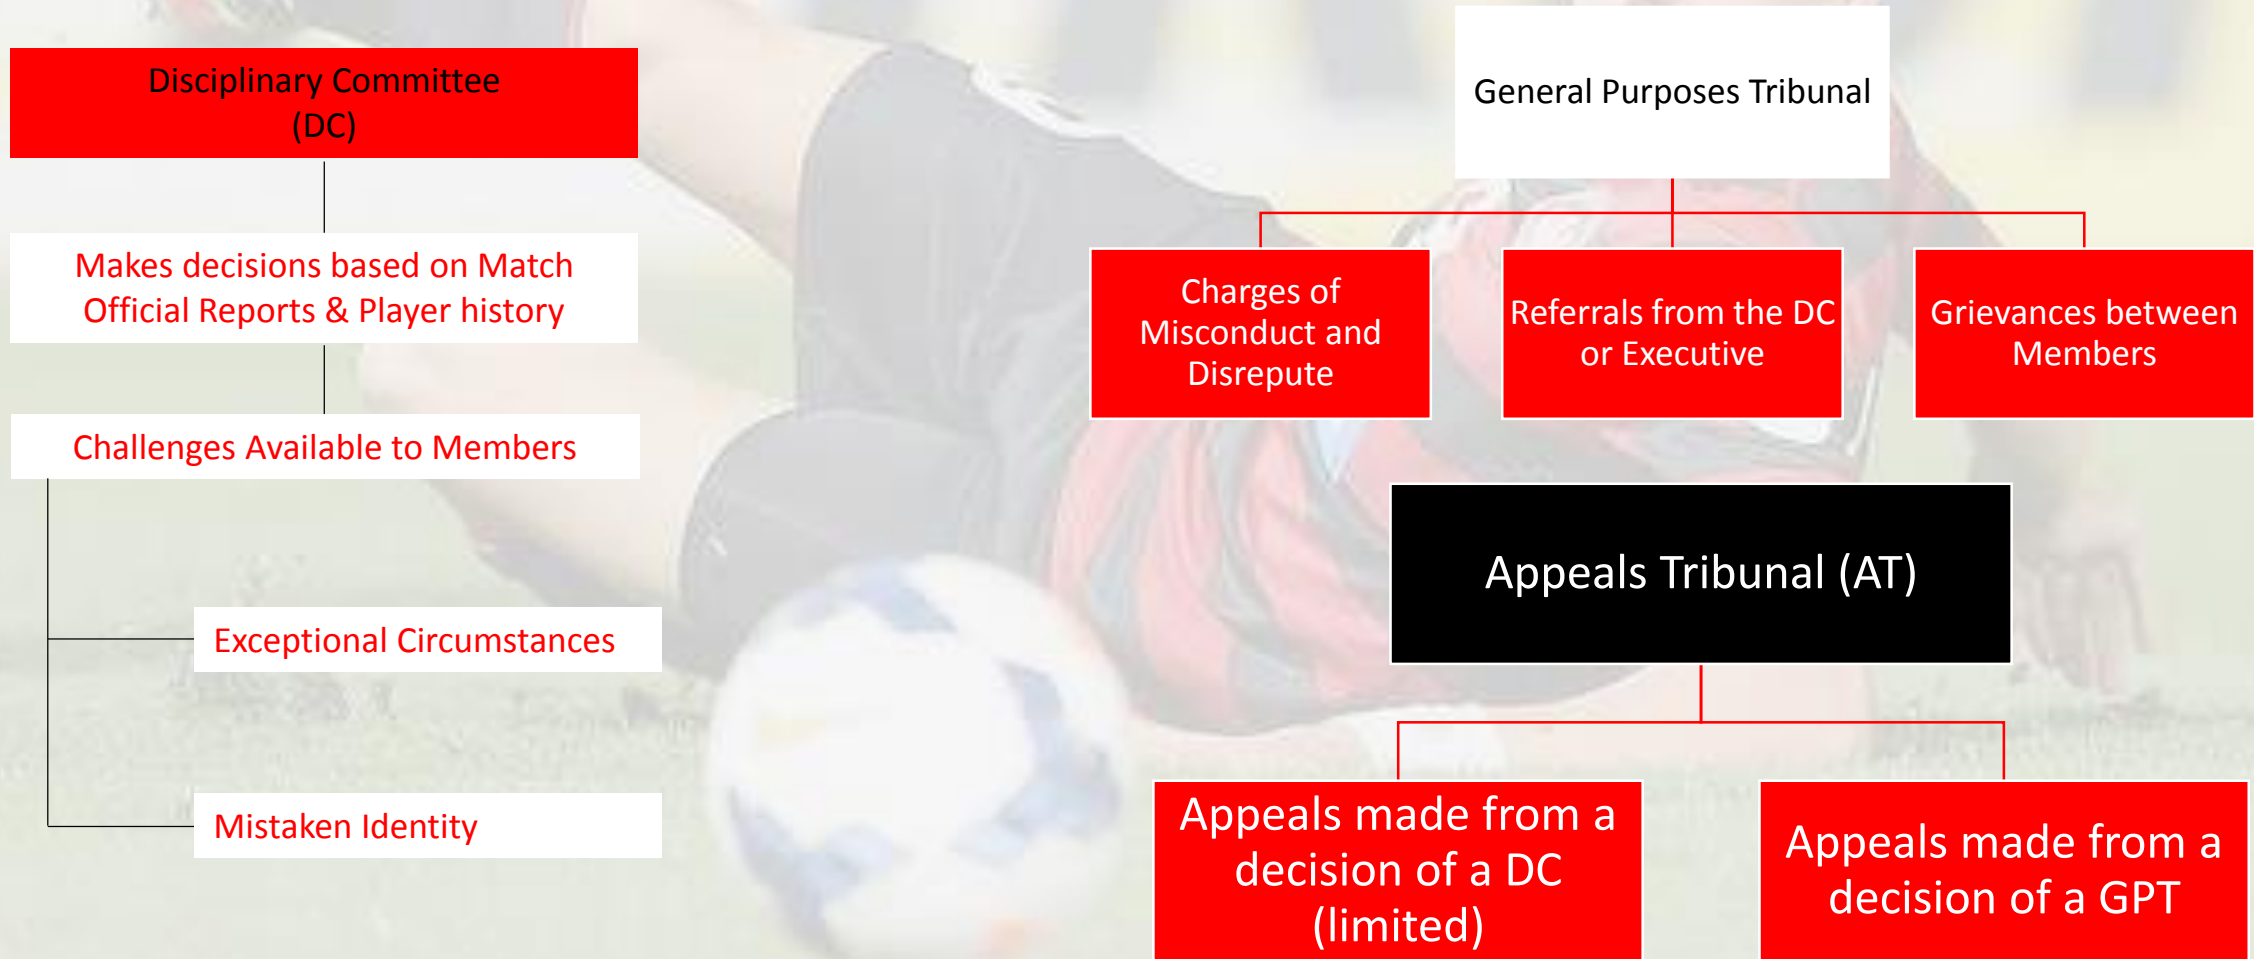 Disciplinary Committee
(DC)
Makes decisions based on Match
Official Reports & Player history
Challenges Available to Members
Exceptional Circumstances
Mistaken Identity
General Purposes Tribunal
Charges of
Misconduct and
Disrepute
Referrals from the DC
or Executive
Grievances between
Members
Appeals Tribunal (AT)
Appeals made from a
decision of a DC
(limited)
Appeals made from a
decision of a GPT